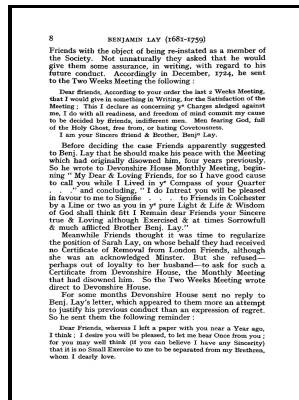 8 BENJAMIN LAY (1681-1759)
Friends with the object of being re-instated as a member of
the Society. Not unnaturally they asked that he would
give them some assurance, in writing, with regard to his
future conduct. Accordingly in December, 1724, he sent
to the Two Weeks Meeting the following :
Dear ffriends, According to your order the last 2 Weeks Meeting,
that I would give in something in Writing, for the Satisfaction of the
Meeting ; This I declare as concerning yᵉ Charges alledged against
me, I do with all readiness, and freedom of mind commit my cause
to be decided by ffriends, indifferent men. Men fearing God, full
of the Holy Ghost, free from, or hating Covetousness.
I am your Sincere ffriend & Brother, Benjⁿ Lay.
Before deciding the case Friends apparently suggested
to Benj. Lay that he should make his peace with the Meeting
which had originally disowned him, four years previously.
So he wrote to Devonshire House Monthly Meeting, begin-
ning " My Dear & Loving Friends, for so I have good cause
to call you while I Lived in yᵉ Compass of your Quarter
. . ." and concluding, " I do Intreat you will be pleased
in favour to me to Signifie . . . to Friends in Colchester
by a Line or two as you in yᵉ pure Light & Life & Wisdom
of God shall think fitt I Remain dear Friends your Sincere
true & Loving although Exercised & at times Sorrowfull
& much afflicted Brother Benj. Lay."
Meanwhile Friends thought it was time to regularize
the position of Sarah Lay, on whose behalf they had received
no Certificate of Removal from London Friends, although
she was an acknowledged Minster. But she refused—
perhaps out of loyalty to her husband—to ask for such a
Certificate from Devonshire House, the Monthly Meeting
that had disowned him. So the Two Weeks Meeting wrote
direct to Devonshire House.
For some months Devonshire House sent no reply to
Benj. Lay's letter, which appeared to them more an attempt
to justify his previous conduct than an expression of regret.
So he sent them the following reminder :
Dear Friends, whereas I left a paper with you near a Year ago,
I think ; I desire you will be pleased, to let me hear Once from you ;
for you may well think (if you can believe I have any Sincerity)
that it is no Small Exercise to me to be separated from my Brethren,
whom I dearly love.